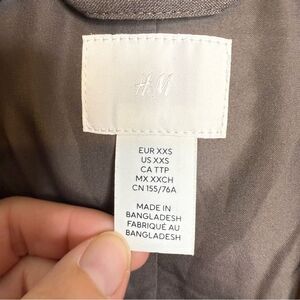 H&M
EUR XXS
US XXS
CA TTP
MX XXCH
CN 155/76A
MADE IN
BANGLADESH
FABRIQUÉ AU
BANGLADESH